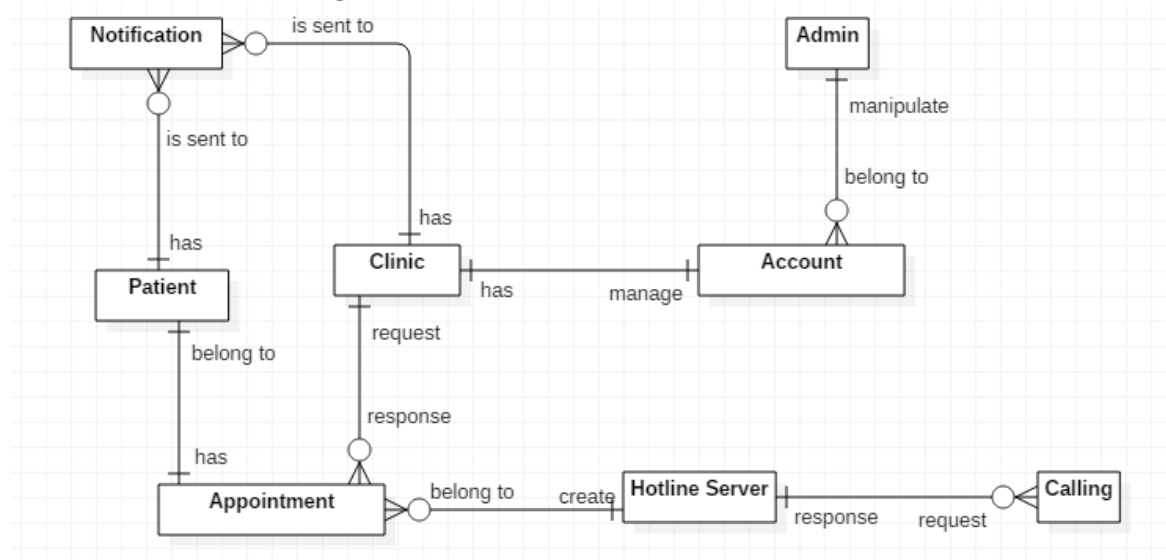 Notification
is sent to
Admin
manipulate
is sent to
belong to
has
has
Clinic
Account
Patient
has
manage
request
belong to
response
has
Appointment
belong to
create
Hotline Server
Calling
response
request